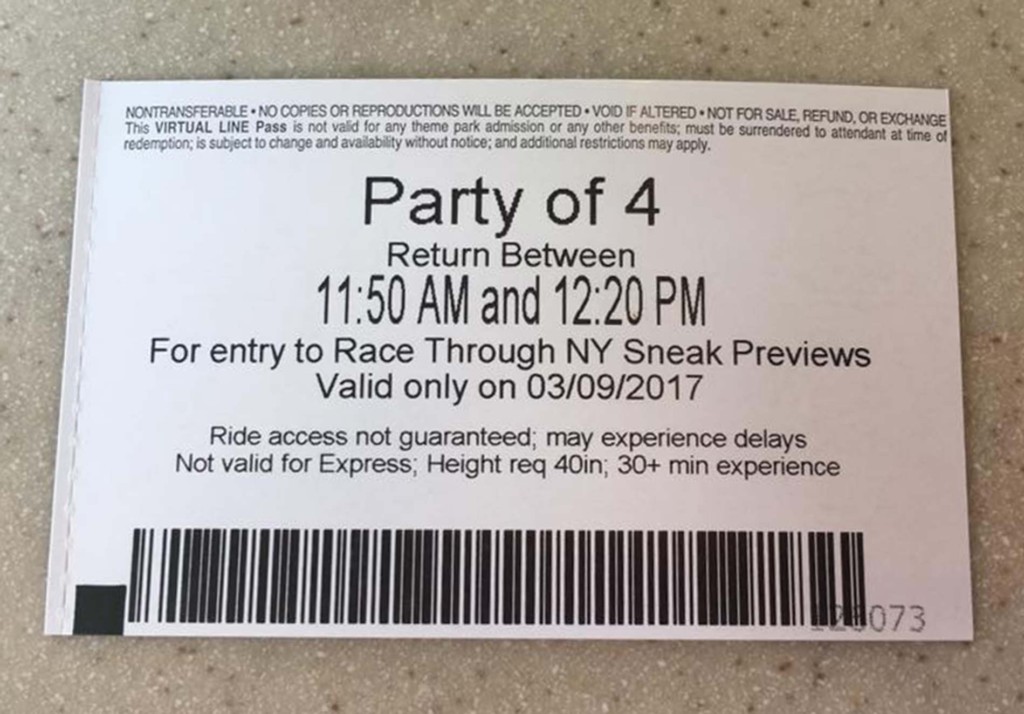 NONTRANSFERABLE • NO COPIES OR REPRODUCTIONS WILL BE ACCEPTED • VOID IF ALTERED • NOT FOR SALE, REFUND, OR EXCHANGE
This VIRTUAL LINE Pass is not valid for any theme park admission or any other benefits; must be surrendered to attendant at time of
redemption; is subject to change and availability without notice; and additional restrictions may apply.
Party of 4
Return Between
11:50 AM and 12:20 PM
For entry to Race Through NY Sneak Previews
Valid only on 03/09/2017
Ride access not guaranteed; may experience delays
Not valid for Express; Height req 40in; 30+ min experience